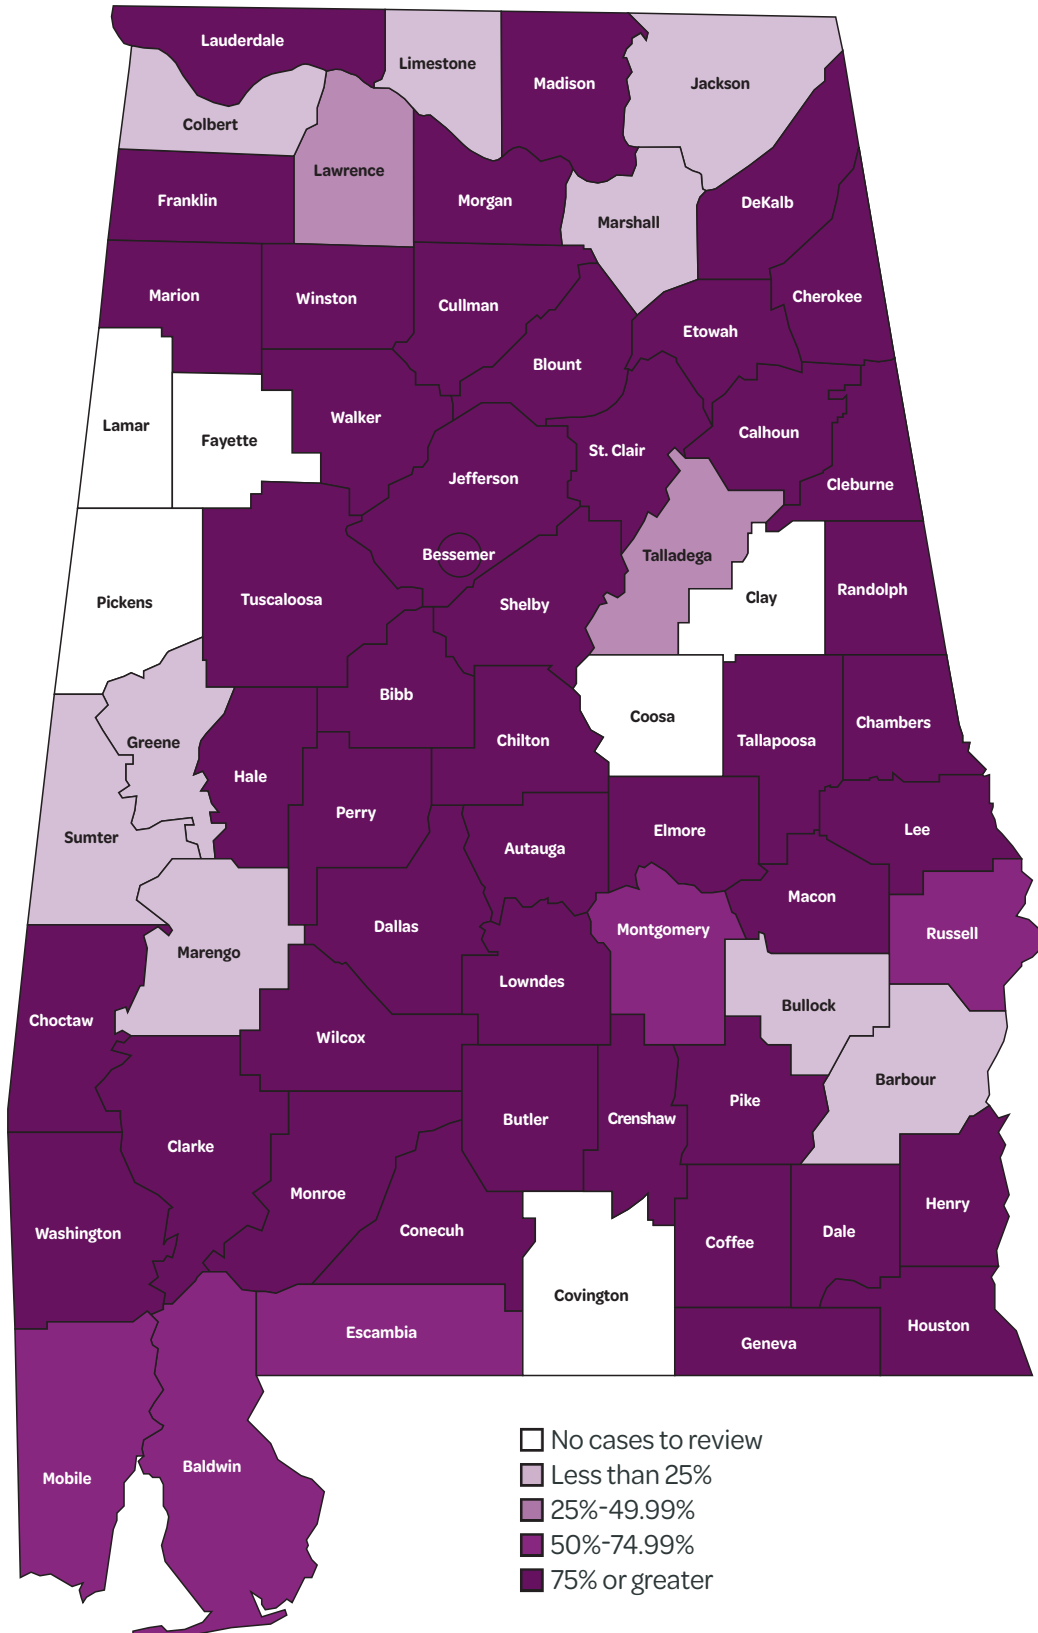 Lauderdale
Limestone
Madison
Jackson
Colbert
Lawrence
Franklin
Morgan
Marshall
DeKalb
Marion
Winston
Cullman
Cherokee
Etowah
Blount
Lamar
Fayette
Walker
St. Clair
Calhoun
Jefferson
Cleburne
Bessemer
Talladega
Pickens
Tuscaloosa
Shelby
Clay
Randolph
Bibb
Coosa
Greene
Chilton
Tallapoosa
Chambers
Hale
Perry
Sumter
Autauga
Elmore
Lee
Macon
Dallas
Montgomery
Russell
Marengo
Lowndes
Bullock
Choctaw
Wilcox
Barbour
Pike
Butler
Crenshaw
Clarke
Monroe
Henry
Washington
Conecuh
Coffee
Dale
Covington
Escambia
Geneva
Houston
Mobile
Baldwin
No cases to review
Less than 25%
25%-49.99%
50%-74.99%
75% or greater